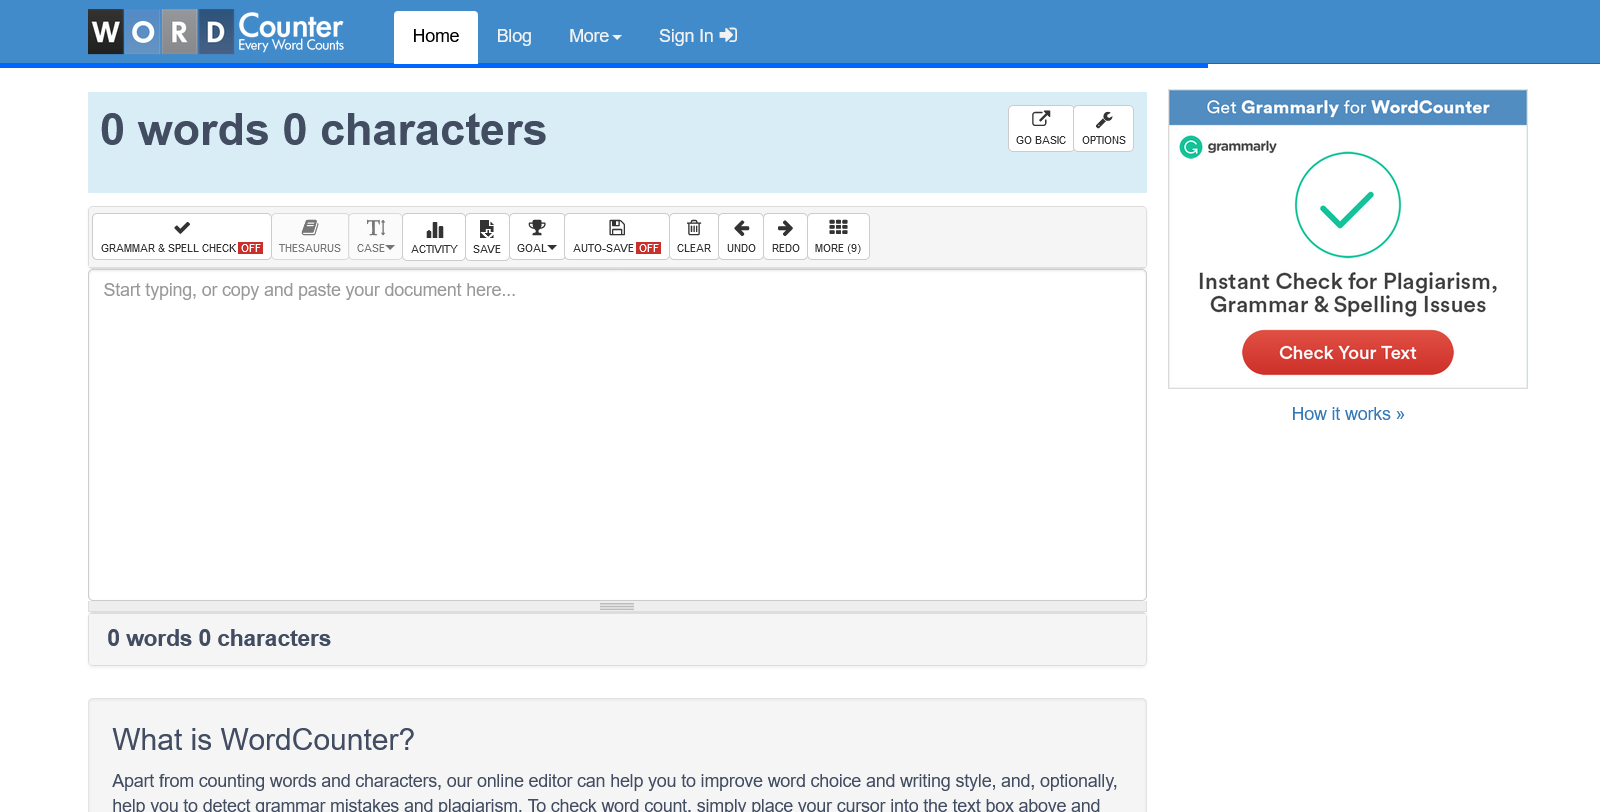 WORD Counter
Every Word Counts
Home
Blog
More
Sign In
0 words 0 characters
GO BASIC
OPTIONS
GRAMMAR & SPELL CHECK OFF
THESAURUS
CASE
ACTIVITY
SAVE
GOAL
AUTO-SAVE OFF
CLEAR
UNDO
REDO
MORE (9)
Start typing, or copy and paste your document here...
0 words 0 characters
What is WordCounter?
Apart from counting words and characters, our online editor can help you to improve word choice and writing style, and, optionally,
help you to detect grammar mistakes and plagiarism. To check word count, simply place your cursor into the text box above and
Get Grammarly for WordCounter
grammarly
Instant Check for Plagiarism,
Grammar & Spelling Issues
Check Your Text
How it works »